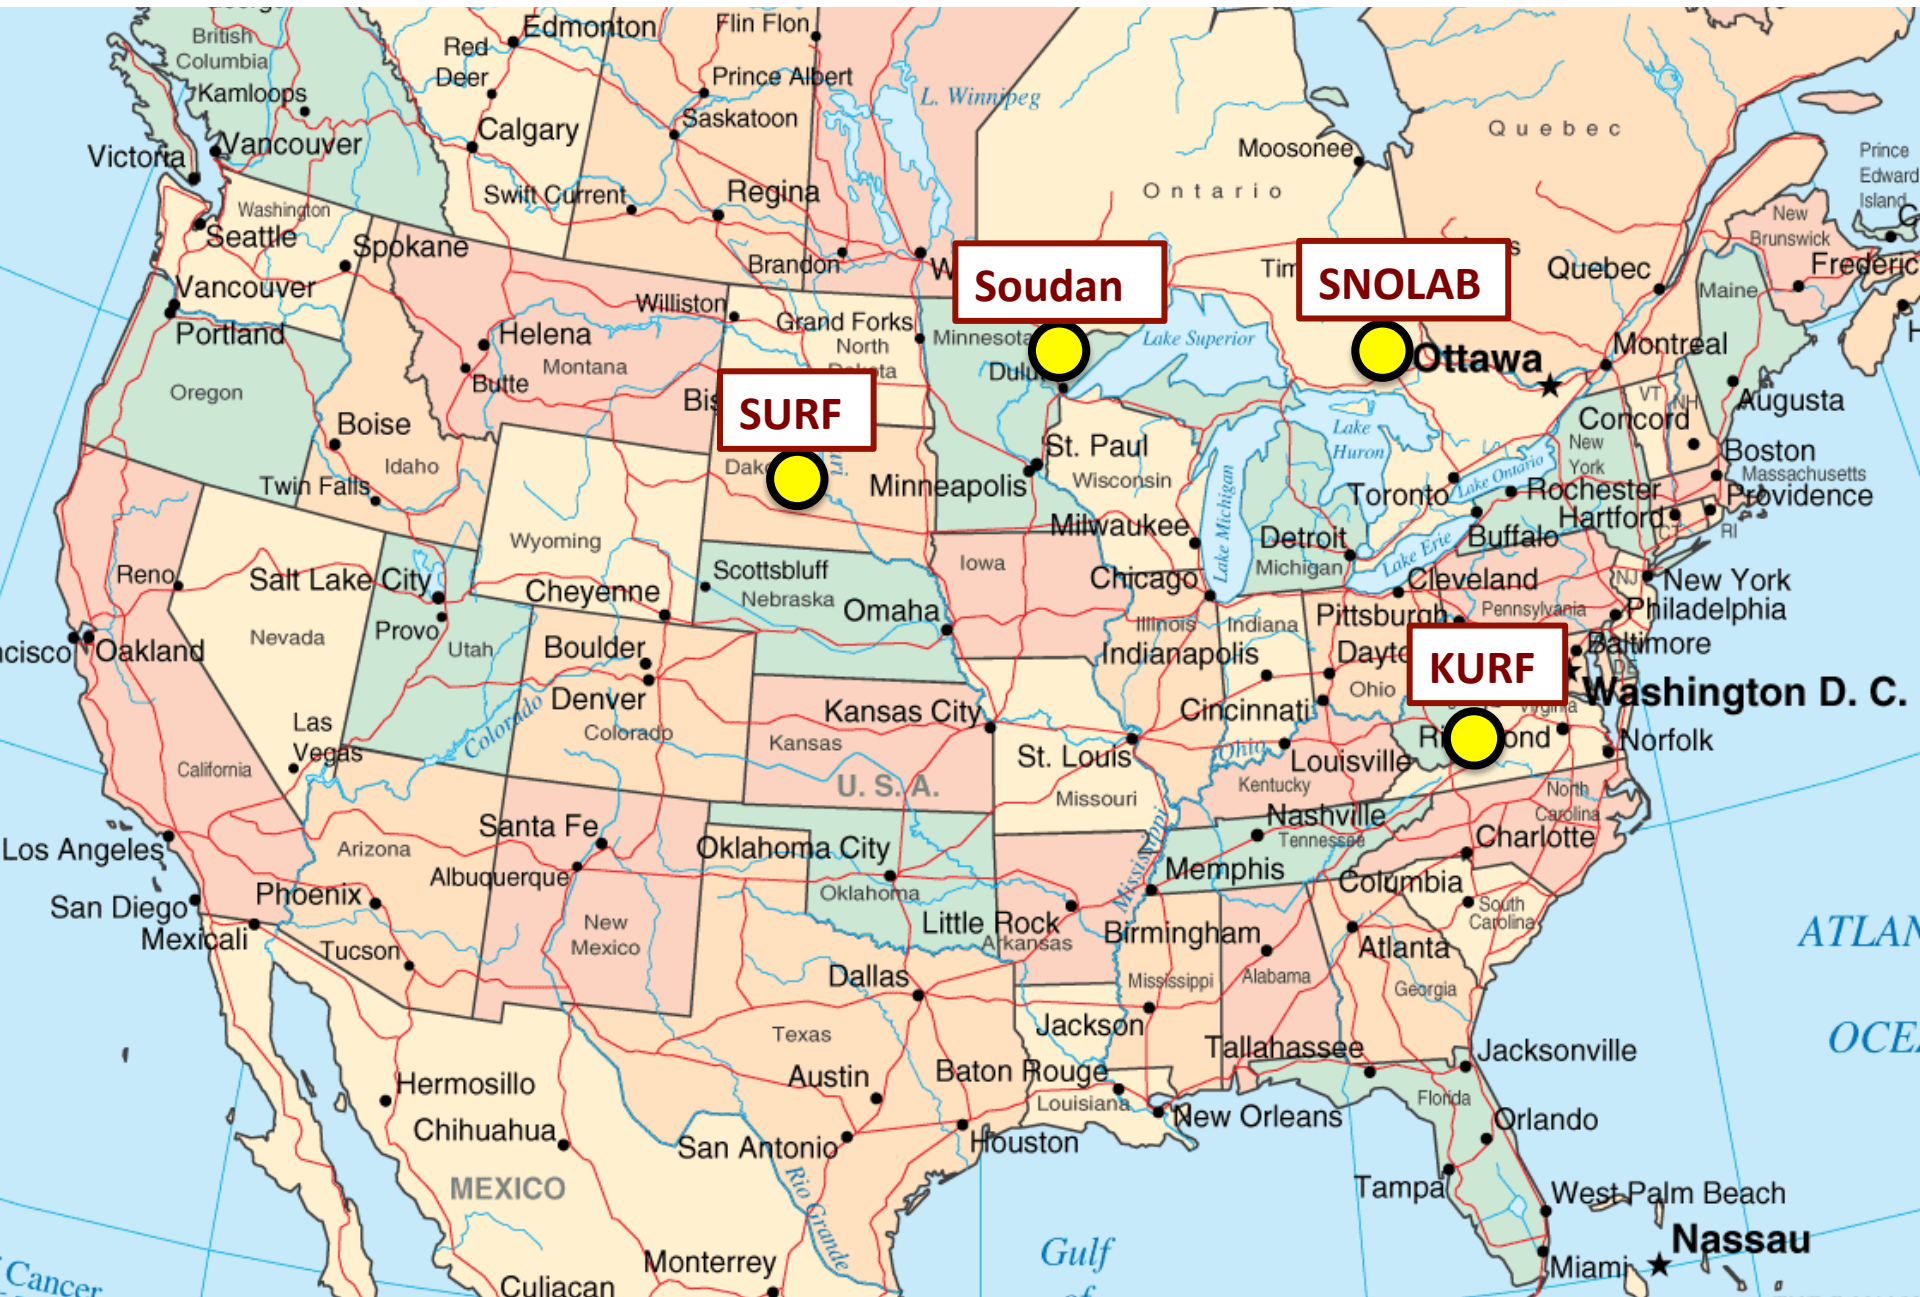 British
Columbia
Kamloops
Vancouver
Victoria
Edmonton
Red
Deer
Calgary
Swift Current
Flin Flon
Prince Albert
Saskatoon
Regina
Brandon
L. Winnipeg
Ontario
Moosonee
Quebec
Prince
Edward
Island
New
Brunswick
Quebec
Maine
Montreal
Ottawa
Soudan
SNOLAB
SURF
KURF
Washington
Seattle
Spokane
Vancouver
Portland
Oregon
Helena
Montana
Butte
Williston
Grand Forks
North
Minnesota
Lake Superior
Boise
Idaho
Twin Falls
St. Paul
Minneapolis
Wisconsin
Milwaukee
Lake Michigan
Lake
Huron
Toronto
Lake Ontario
VT
NH
Concord
Augusta
Boston
Massachusetts
Providence
New
York
Rochester
Hartford
CT
RI
Buffalo
Detroit
Michigan
Lake Erie
Cleveland
Wyoming
Cheyenne
Scottsbluff
Nebraska
Omaha
Iowa
Chicago
Illinois
Indiana
Pittsburgh
Pennsylvania
NJ
New York
Philadelphia
Baltimore
DE
Washington D. C.
Reno
Nevada
Salt Lake City
Provo
Utah
Oakland
Boulder
Denver
Colorado
Colorado
Kansas City
Kansas
U. S. A.
St. Louis
Missouri
Indianapolis
Ohio
Cincinnati
Ohio
Louisville
Kentucky
Virginia
Norfolk
Las
Vegas
California
Los Angeles
San Diego
Mexicali
Arizona
Phoenix
Tucson
Santa Fe
Albuquerque
New
Mexico
Oklahoma City
Oklahoma
Little Rock
Arkansas
Mississippi
Memphis
Nashville
Tennessee
North
Carolina
Charlotte
Columbia
South
Carolina
Birmingham
Alabama
Mississippi
Atlanta
Georgia
Dallas
Texas
Austin
San Antonio
Houston
Jackson
Baton Rouge
Louisiana
New Orleans
Tallahassee
Jacksonville
Florida
Orlando
Tampa
West Palm Beach
Miami
Nassau
Hermosillo
Chihuahua
MEXICO
Monterrey
Culiacan
Rio Grande
Gulf
of
Cancer